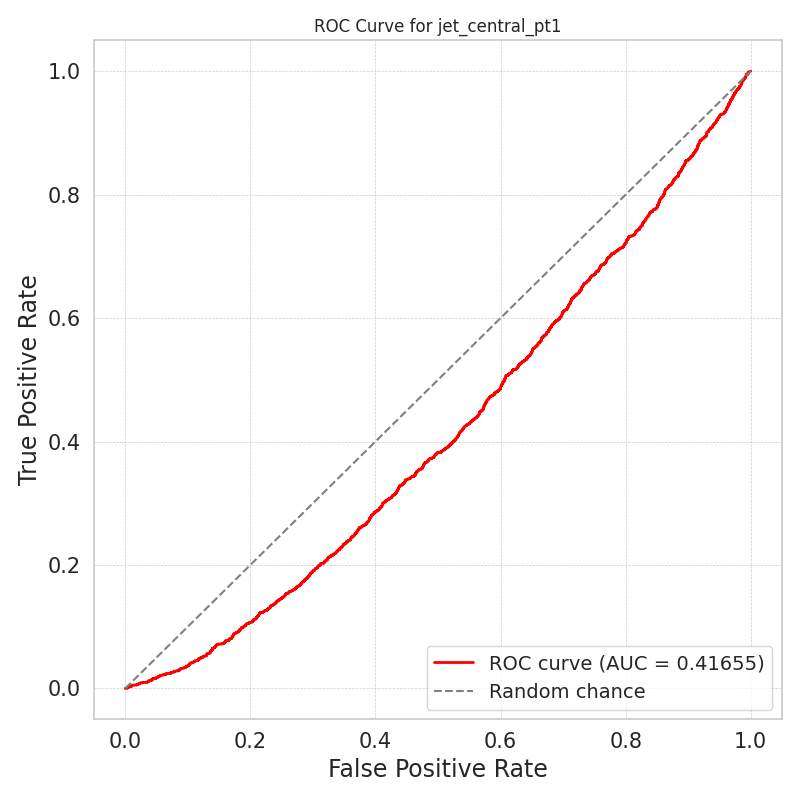 ROC Curve for jet_central_pt1
True Positive Rate
1.0
0.8
0.6
0.4
0.2
0.0
ROC curve (AUC = 0.41655)
Random chance
0.0 0.2 0.4 0.6 0.8 1.0
False Positive Rate